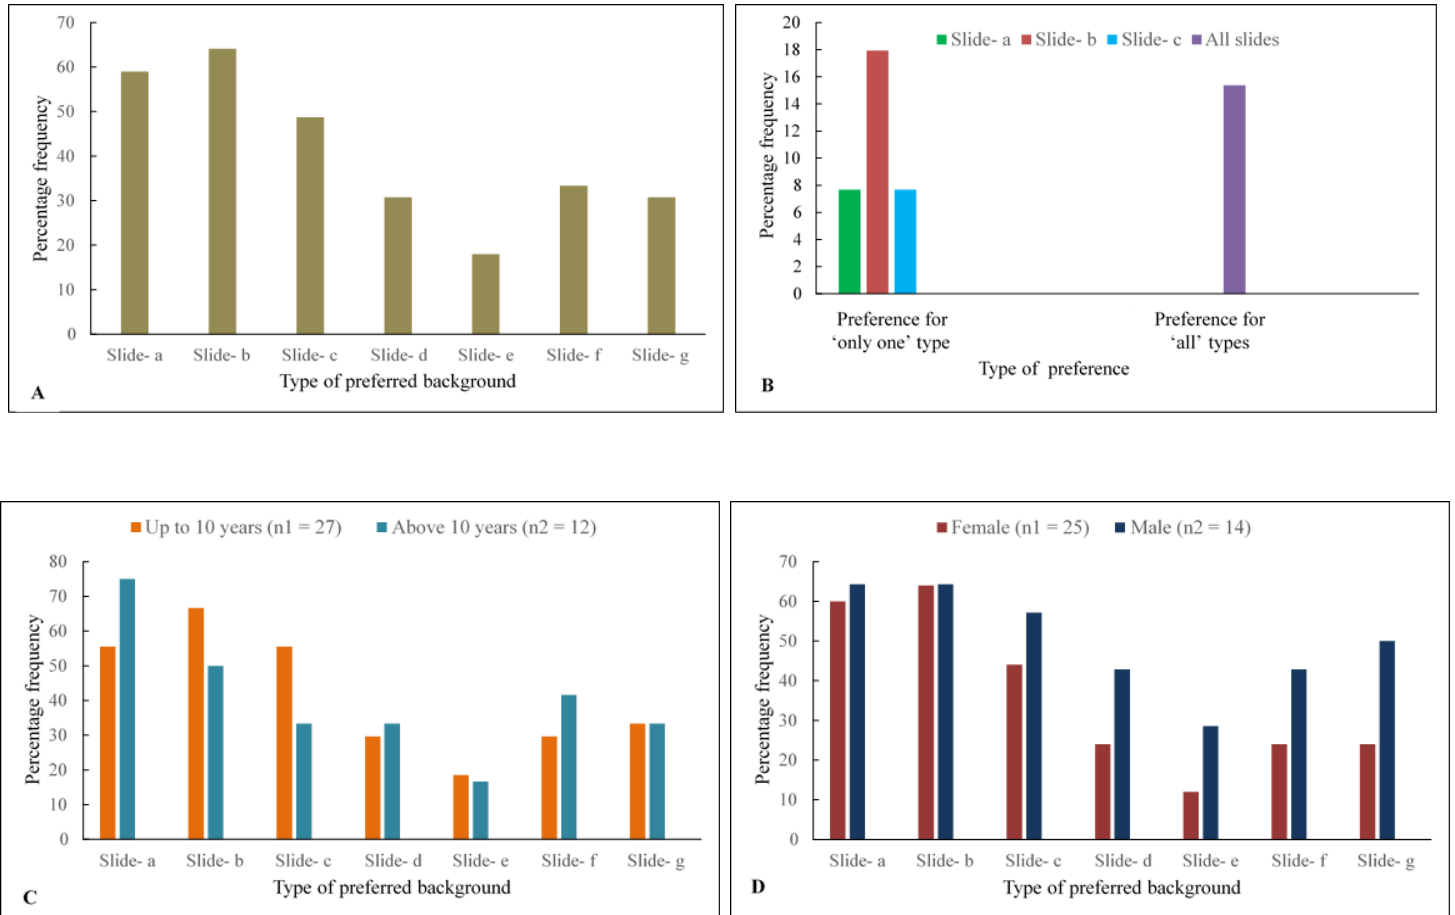 70
60
50
40
30
20
10
0
Percentage frequency
Slide- a Slide- b Slide- c Slide- d Slide- e Slide- f Slide- g
Type of preferred background
A
Slide- a Slide- b Slide- c All slides
20
18
16
14
12
10
8
6
4
2
0
Percentage frequency
Preference for
‘only one’ type
Preference for
‘all’ types
Type of preference
B
Up to 10 years (n1 = 27) Above 10 years (n2 = 12)
80
70
60
50
40
30
20
10
0
Percentage frequency
Slide- a Slide- b Slide- c Slide- d Slide- e Slide- f Slide- g
Type of preferred background
C
Female (n1 = 25) Male (n2 = 14)
70
60
50
40
30
20
10
0
Percentage frequency
Slide- a Slide- b Slide- c Slide- d Slide- e Slide- f Slide- g
Type of preferred background
D